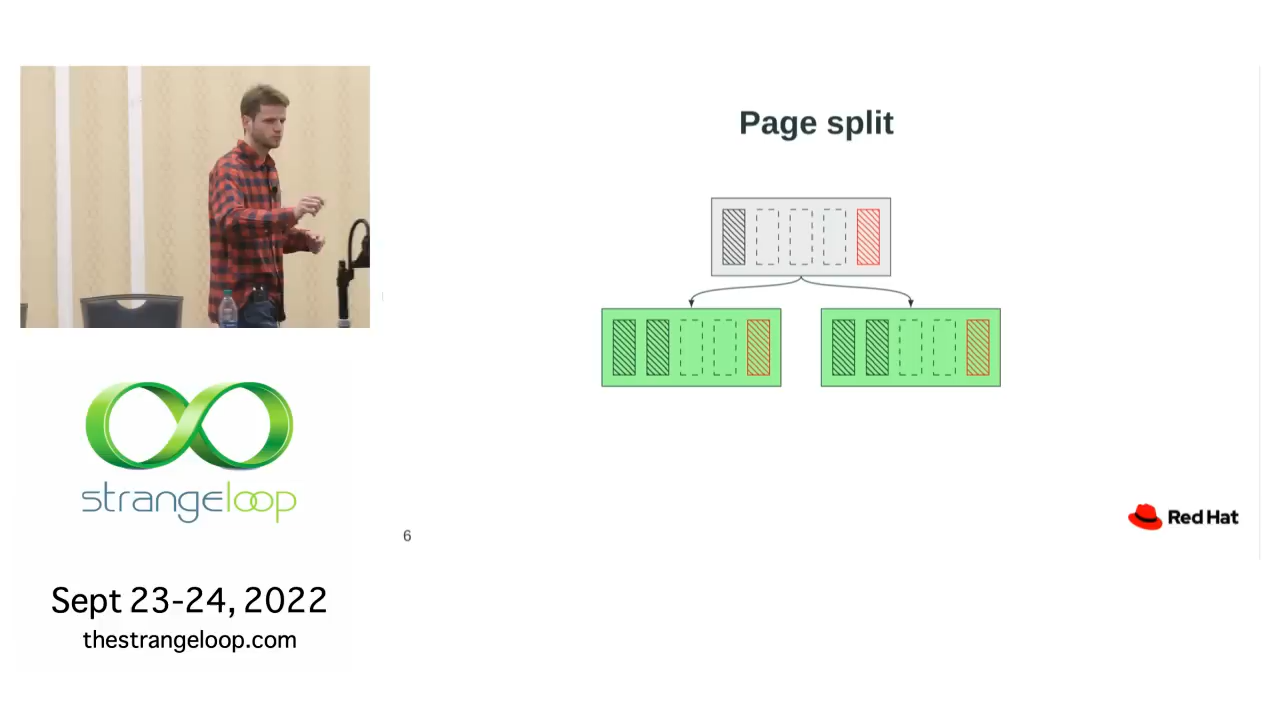 Page split
strangeloop
Red Hat
6
Sept 23-24, 2022
thestrangeloop.com